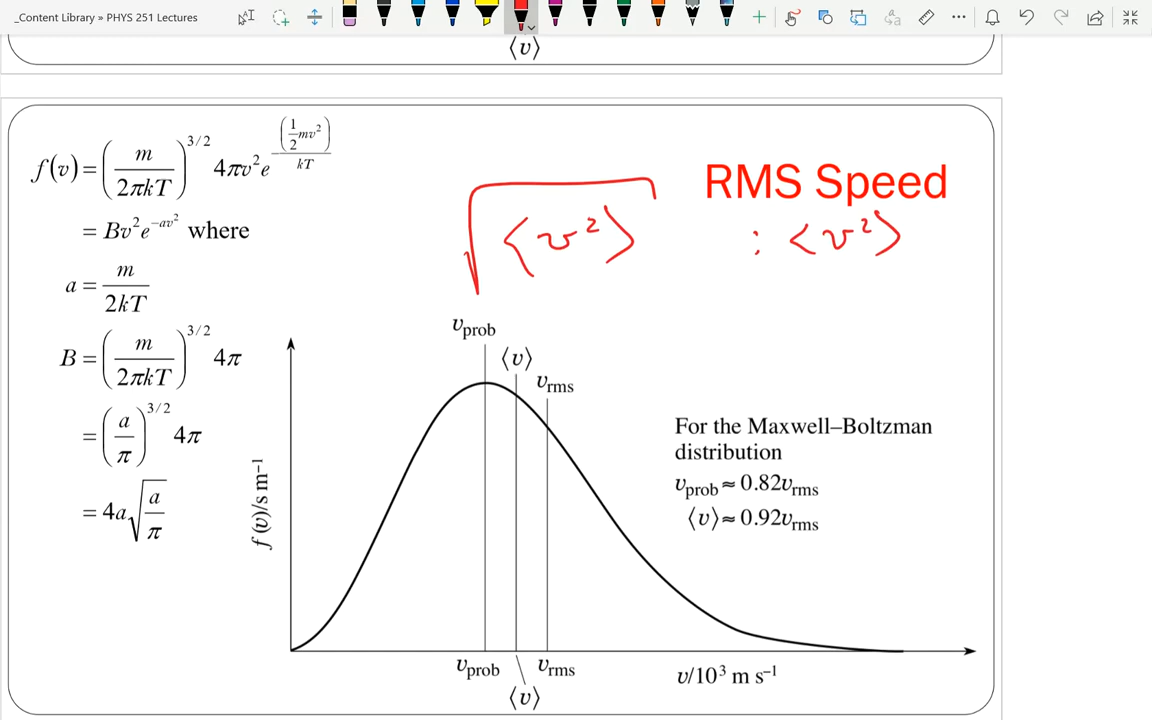 _Content Library » PHYS 251 Lectures
⟨v⟩
f(v) = (m/2πkT)^{3/2} 4πv²e^{-(½mv²)/kT}
= Bv²e^{-av²} where
a = m/2kT
B = (m/2πkT)^{3/2} 4π
= (a/π)^{3/2} 4π
= 4a√(a/π)
RMS Speed
√⟨v²⟩
: ⟨v²⟩
v_prob
⟨v⟩
v_rms
f(v)/s m⁻¹
For the Maxwell–Boltzman
distribution
v_prob ≈ 0.82v_rms
⟨v⟩ ≈ 0.92v_rms
v_prob
v_rms
v/10³ m s⁻¹
⟨v⟩